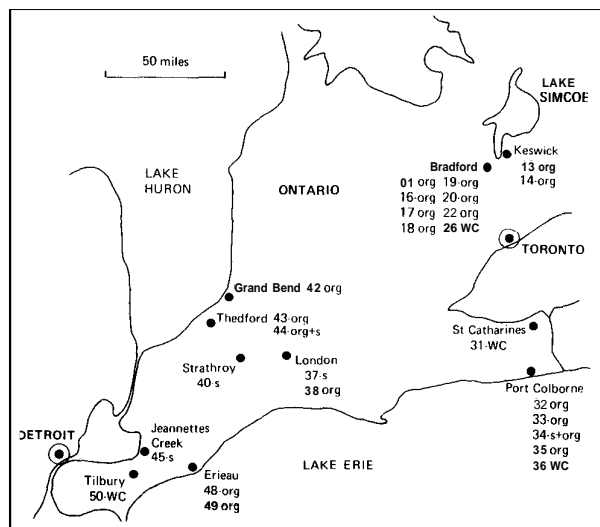 50 miles
LAKE
SIMCOE
LAKE
HURON
ONTARIO
Keswick
13 org
14-org
Bradford
01 org 19-org
16-org 20-org
17 org 22 org
18 org 26 WC
TORONTO
Grand Bend 42 org
Thedford 43-org
44-org+s
Strathroy
40-s
London
37-s
38 org
St Catharines
31-WC
Port Colborne
32 org
33-org
34-s+org
35 org
36 WC
DETROIT
Jeannettes
Creek
45-s
Tilbury
50-WC
Erieau
48-org
49 org
LAKE ERIE